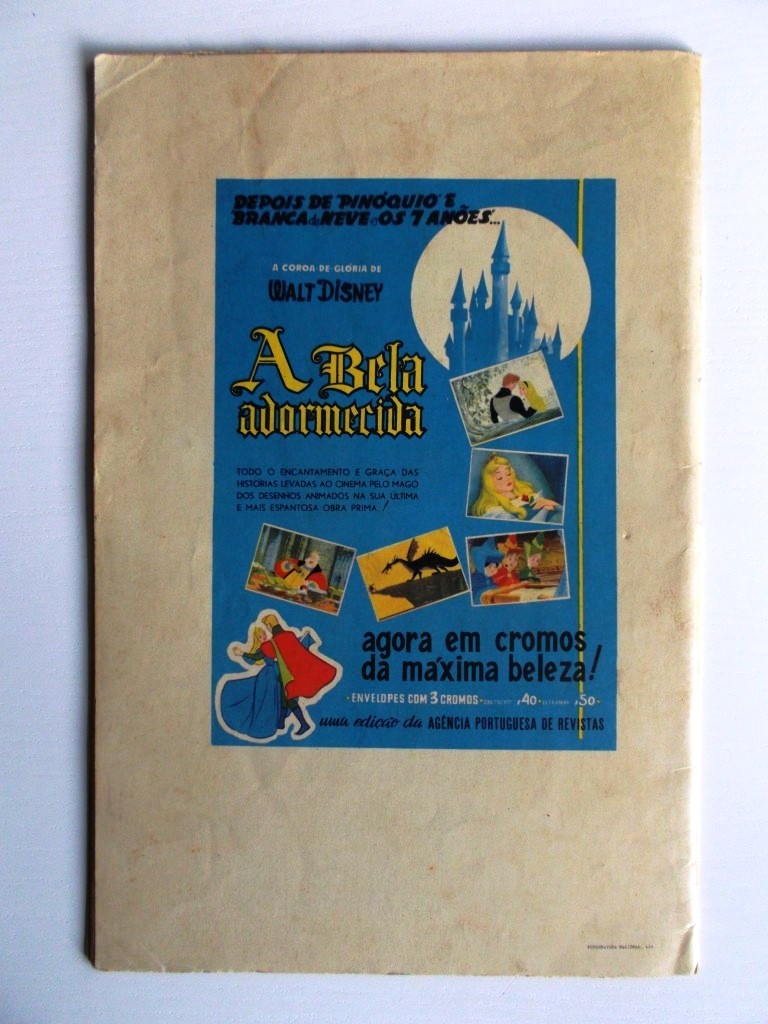 DEPOIS DE PINÓQUIO E
BRANCA de NEVE e OS 7 ANÕES...
A COROA-DE-GLÓRIA DE
WALT DISNEY
A Bela
adormecida
TODO O ENCANTAMENTO E GRAÇA DAS
HISTÓRIAS LEVADAS AO CINEMA PELO MAGO
DOS DESENHOS ANIMADOS NA SUA ÚLTIMA
E MAIS ESPANTOSA OBRA PRIMA!
agora em cromos
da máxima beleza!
·ENVELOPES COM 3 CROMOS· ,40· ,50-
uma edição da AGÊNCIA PORTUGUESA DE REVISTAS